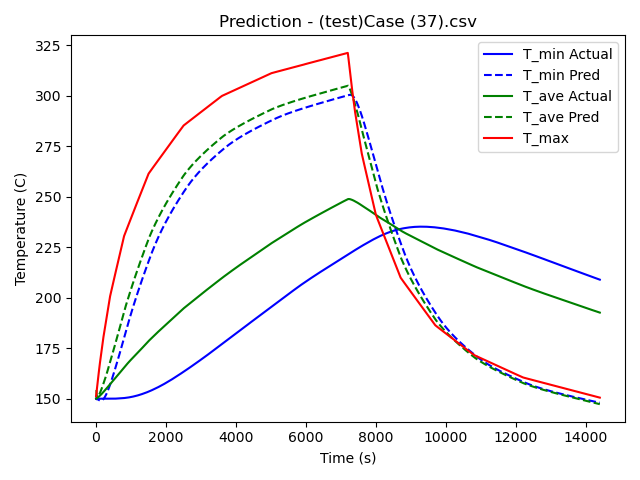 Prediction - (test)Case (37).csv
325
300
275
250
225
200
175
150
Temperature (C)
T_min Actual
T_min Pred
T_ave Actual
T_ave Pred
T_max
0 2000 4000 6000 8000 10000 12000 14000
Time (s)